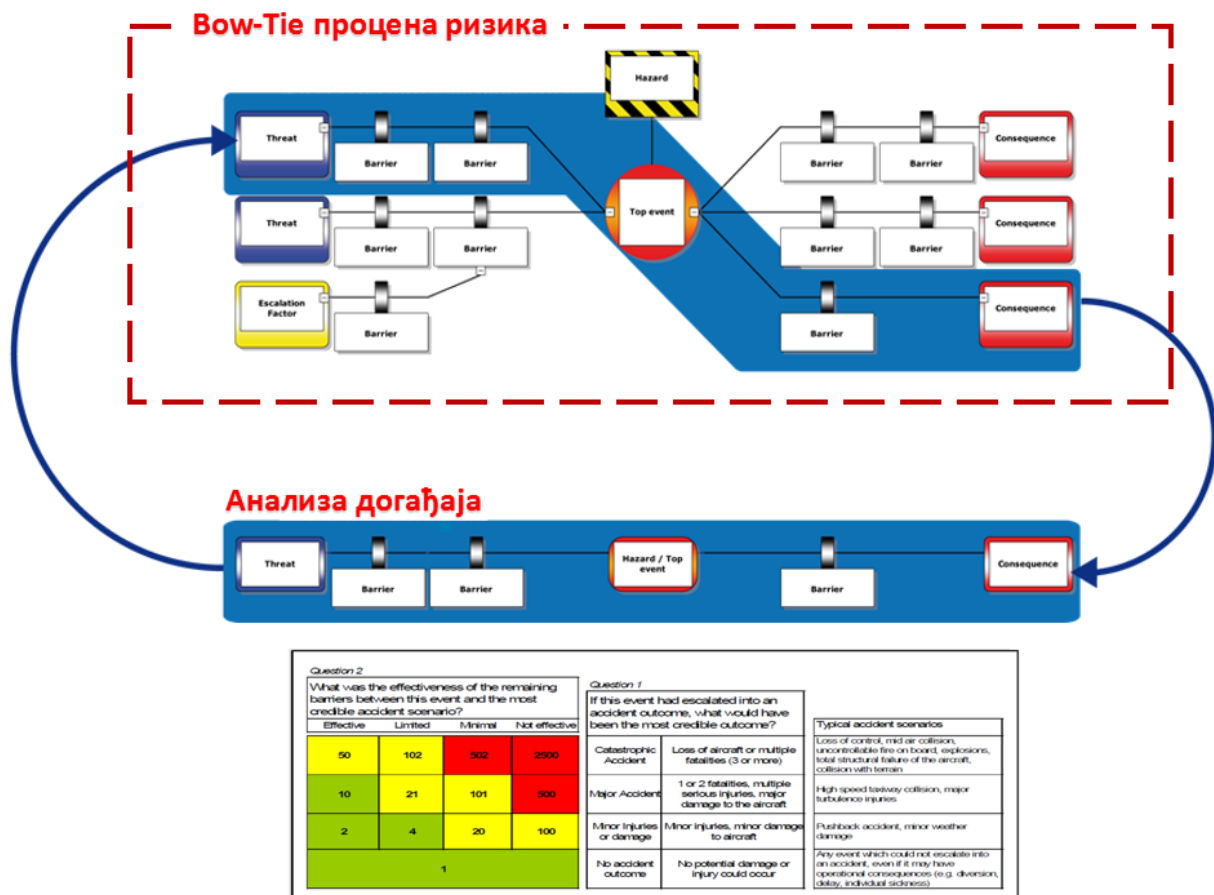 Bow-Tie процена ризика
Hazard
Threat
Barrier
Barrier
Barrier
Barrier
Consequence
Top event
Threat
Barrier
Barrier
Barrier
Barrier
Consequence
Escalation
Factor
Barrier
Barrier
Consequence
Анализа догађаја
Threat
Barrier
Barrier
Hazard / Top
event
Barrier
Consequence
Question 2
What was the effectiveness of the remaining
barriers between this event and the most
credible accident scenario?
Effective Limited Minimal Not effective
Question 1
If this event had escalated into an
accident outcome, what would have
been the most credible outcome?
Typical accident scenarios
50 102 502 2500
Catastrophic
Accident
Loss of aircraft or multiple
fatalities (3 or more)
Loss of control, mid air collision,
uncontrollable fire on board, explosions,
total structural failure of the aircraft,
collision with terrain
10 21 101 500
Major Accident
1 or 2 fatalities, multiple
serious injuries, major
damage to the aircraft
High speed taxiway collision, major
turbulence injuries
2 4 20 100
Minor Injuries
or damage
Minor injuries, minor damage
to aircraft
Pushback accident, minor weather
damage
1
No accident
outcome
No potential damage or
injury could occur
Any event which could not escalate into
an accident, even if it may have
operational consequences (e.g. diversion,
delay, individual sickness)